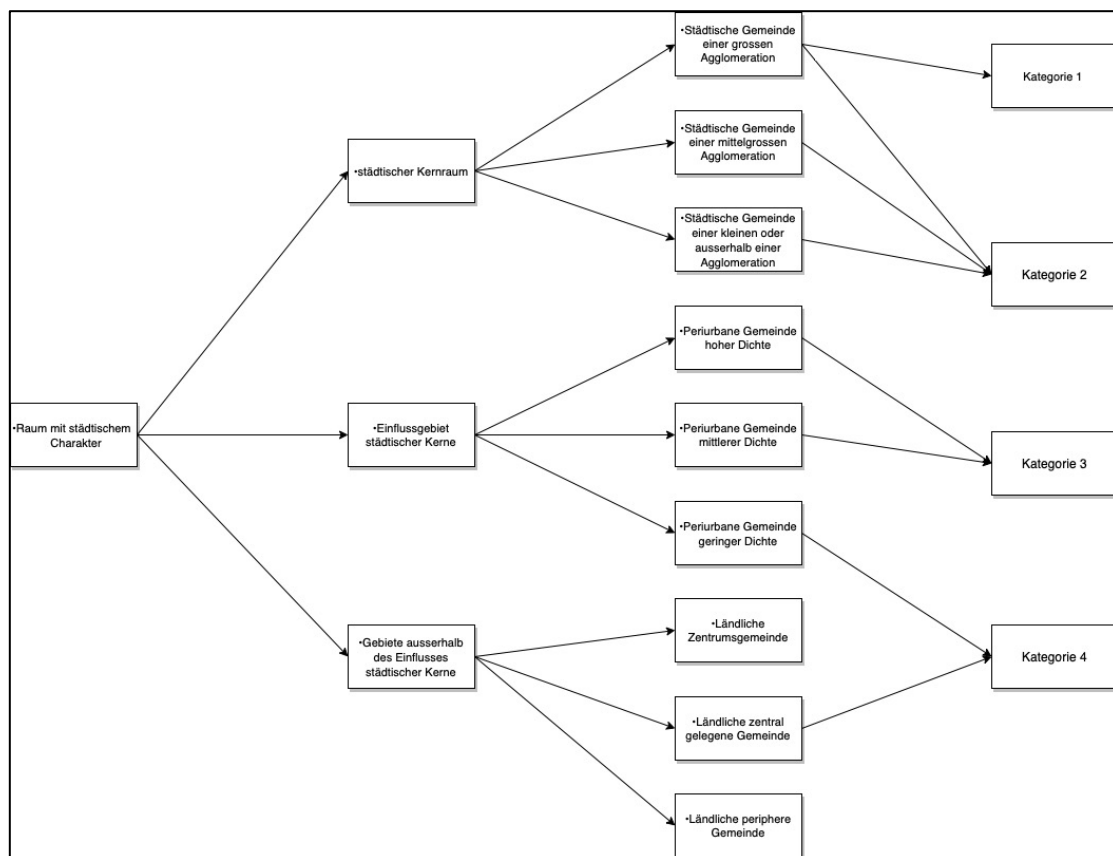 •Raum mit städtischem
Charakter
•städtischer Kernraum
•Einflussgebiet
städtischer Kerne
•Gebiete ausserhalb
des Einflusses
städtischer Kerne
•Städtische Gemeinde
einer grossen
Agglomeration
•Städtische Gemeinde
einer mittelgrossen
Agglomeration
•Städtische Gemeinde
einer kleinen oder
ausserhalb einer
Agglomeration
•Periurbane Gemeinde
hoher Dichte
•Periurbane Gemeinde
mittlerer Dichte
•Periurbane Gemeinde
geringer Dichte
•Ländliche
Zentrumsgemeinde
•Ländliche zentral
gelegene Gemeinde
•Ländliche periphere
Gemeinde
Kategorie 1
Kategorie 2
Kategorie 3
Kategorie 4